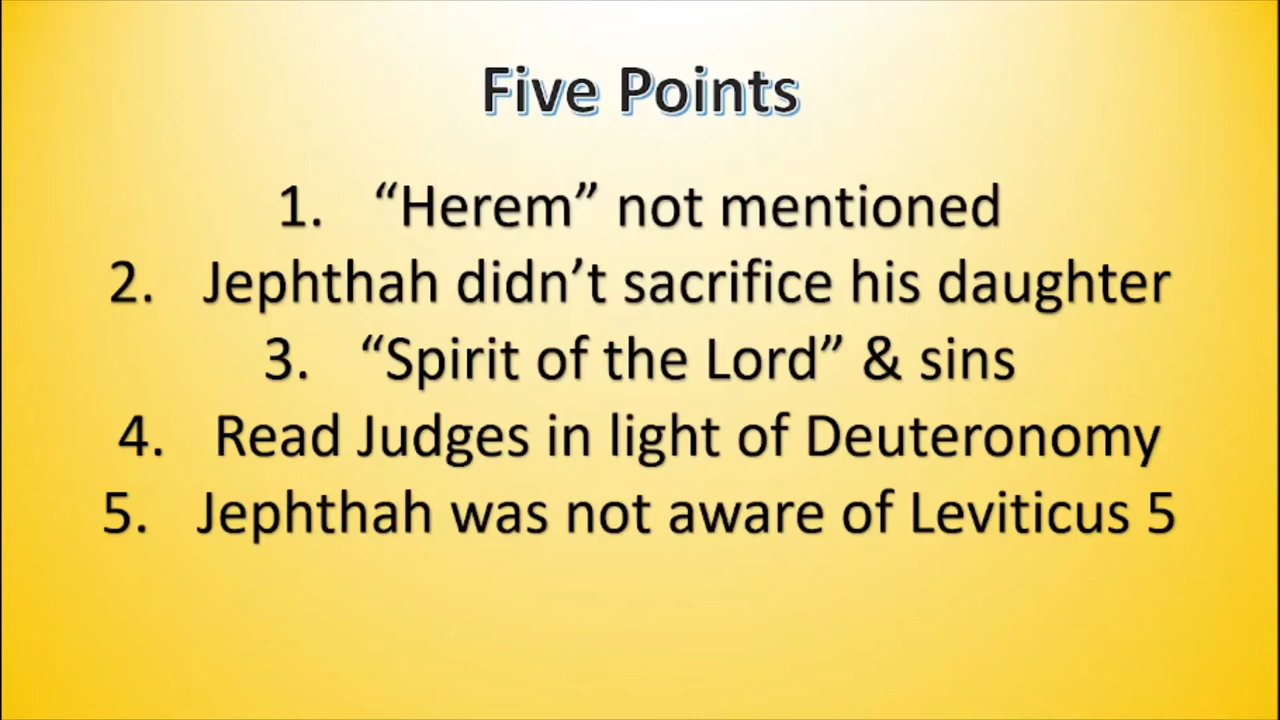 Five Points
1. “Herem” not mentioned
2. Jephthah didn’t sacrifice his daughter
3. “Spirit of the Lord” & sins
4. Read Judges in light of Deuteronomy
5. Jephthah was not aware of Leviticus 5